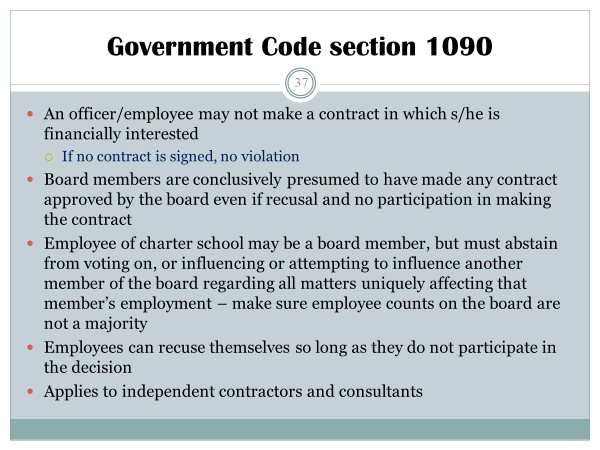 Government Code section 1090
37
An officer/employee may not make a contract in which s/he is
financially interested
If no contract is signed, no violation
Board members are conclusively presumed to have made any contract
approved by the board even if recusal and no participation in making
the contract
Employee of charter school may be a board member, but must abstain
from voting on, or influencing or attempting to influence another
member of the board regarding all matters uniquely affecting that
member's employment – make sure employee counts on the board are
not a majority
Employees can recuse themselves so long as they do not participate in
the decision
Applies to independent contractors and consultants